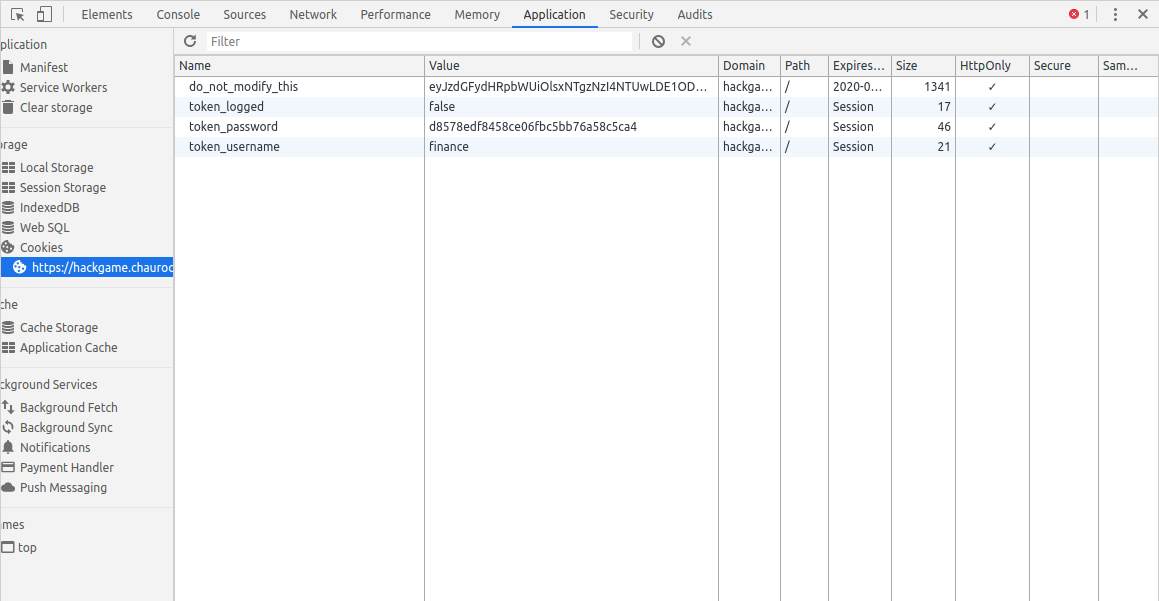 Elements Console Sources Network Performance Memory Application Security Audits 1
plication
Manifest
Service Workers
Clear storage
rage
Local Storage
Session Storage
IndexedDB
Web SQL
Cookies
https://hackgame.chauroc
che
Cache Storage
Application Cache
ckground Services
Background Fetch
Background Sync
Notifications
Payment Handler
Push Messaging
mes
top
Filter
Name Value Domain Path Expires... Size HttpOnly Secure Sam...
do_not_modify_this eyJzdGFydHRpbWUiOlsxNTgzNzI4NTUwLDE1OD... hackga... / 2020-0... 1341 ✓
token_logged false hackga... / Session 17 ✓
token_password d8578edf8458ce06fbc5bb76a58c5ca4 hackga... / Session 46 ✓
token_username finance hackga... / Session 21 ✓